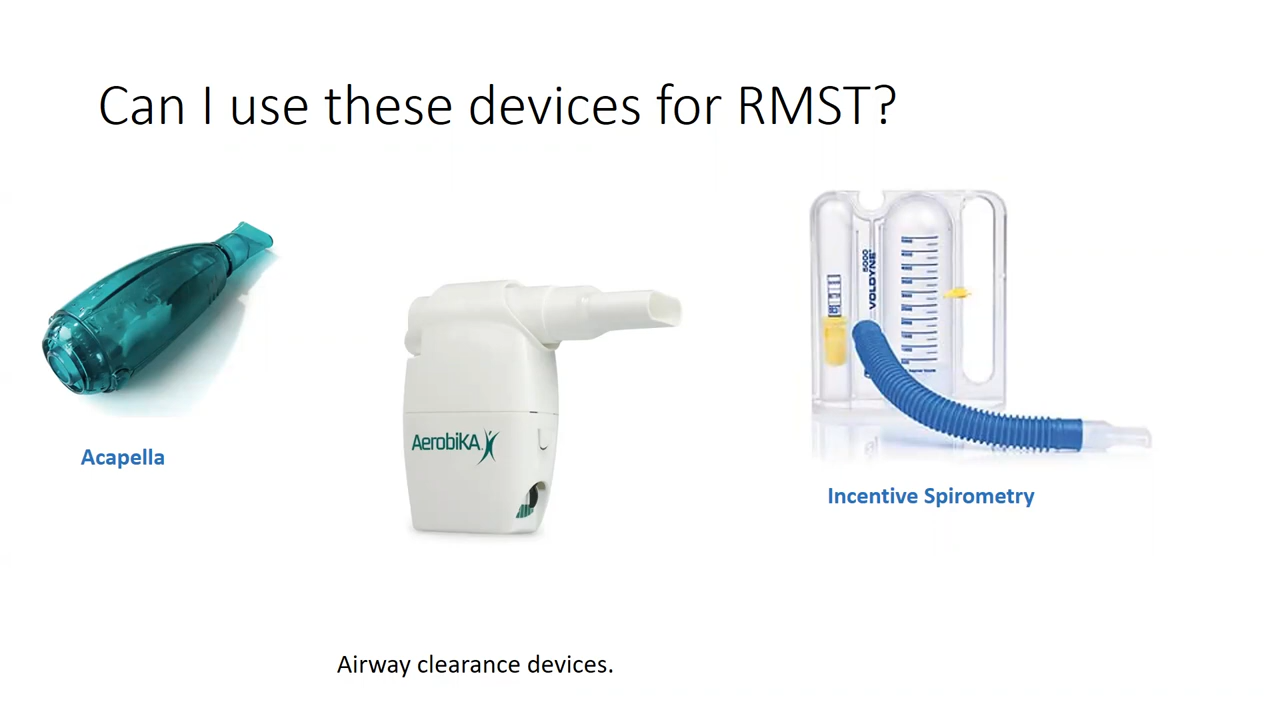 Can I use these devices for RMST?
Acapella
AerobiKA
VOLDYNE 5000
Incentive Spirometry
Airway clearance devices.